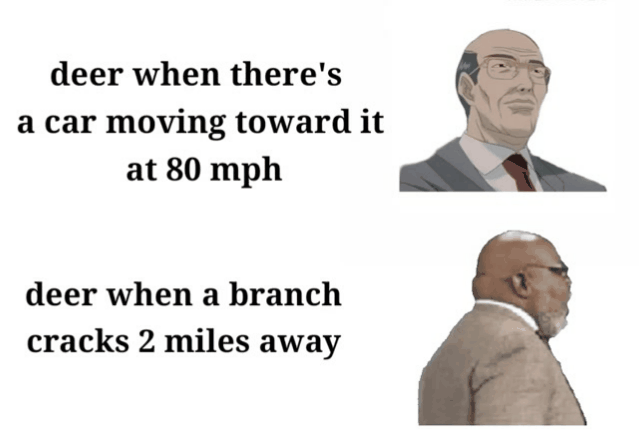 deer when there's
a car moving toward it
at 80 mph
deer when a branch
cracks 2 miles away